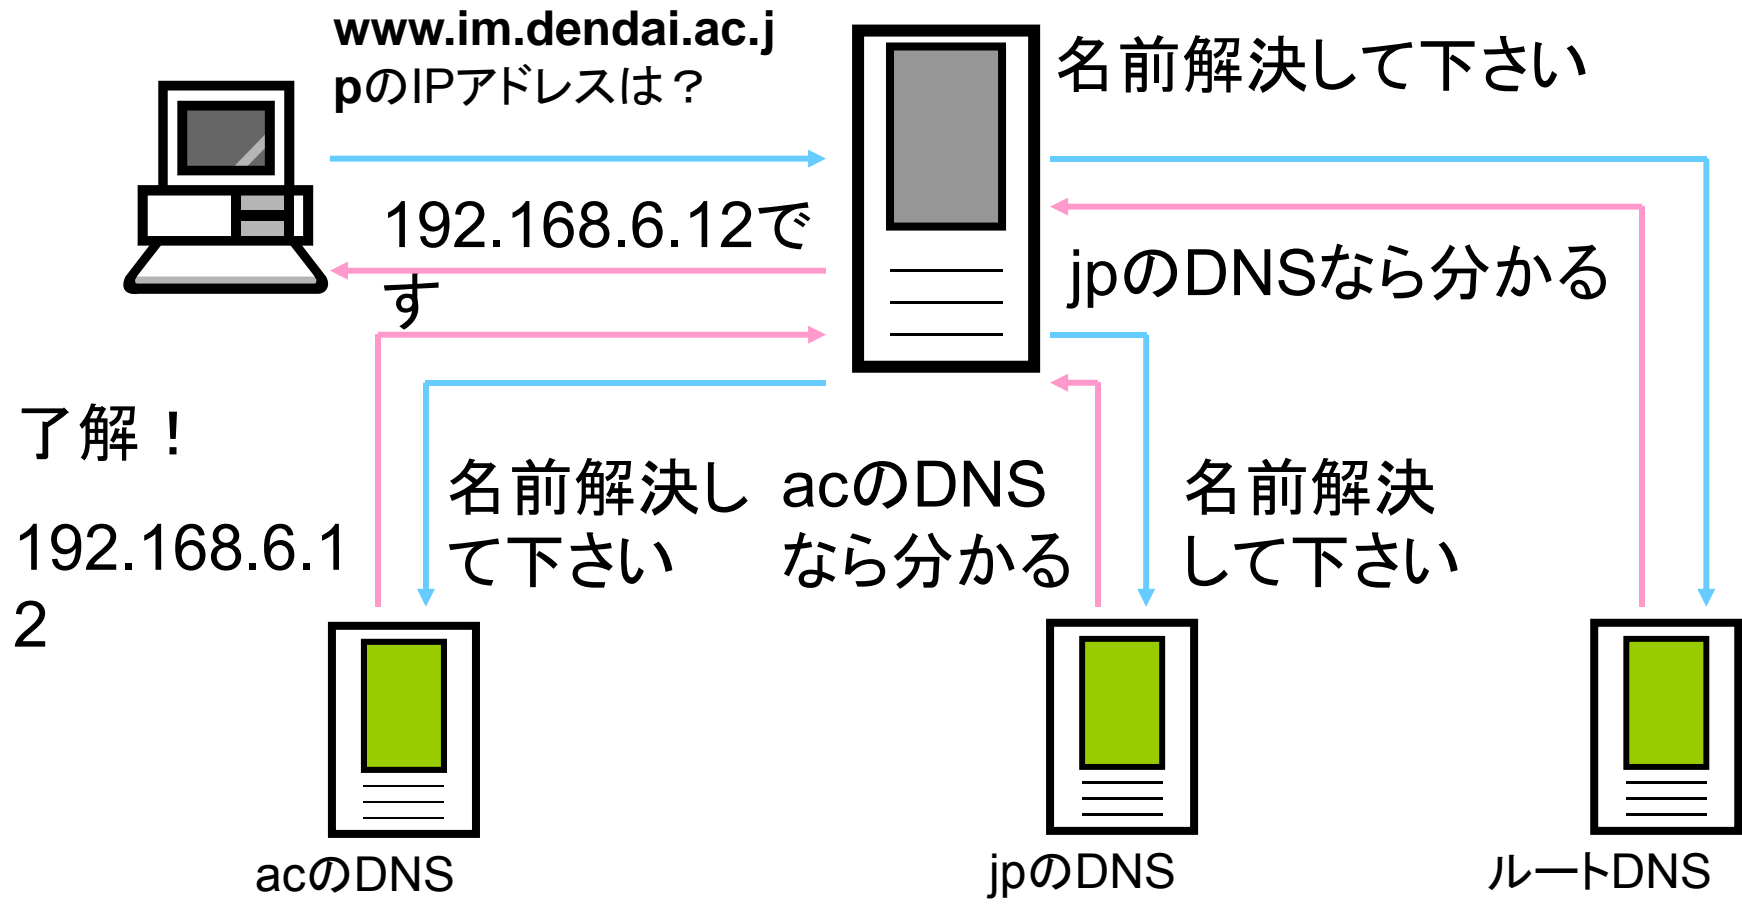 www.im.dendai.ac.j
pのIPアドレスは？
名前解決して下さい
192.168.6.12で
す
jpのDNSなら分かる
了解！
192.168.6.1
2
名前解決し
て下さい
acのDNS
なら分かる
名前解決
して下さい
acのDNS
jpのDNS
ルートDNS